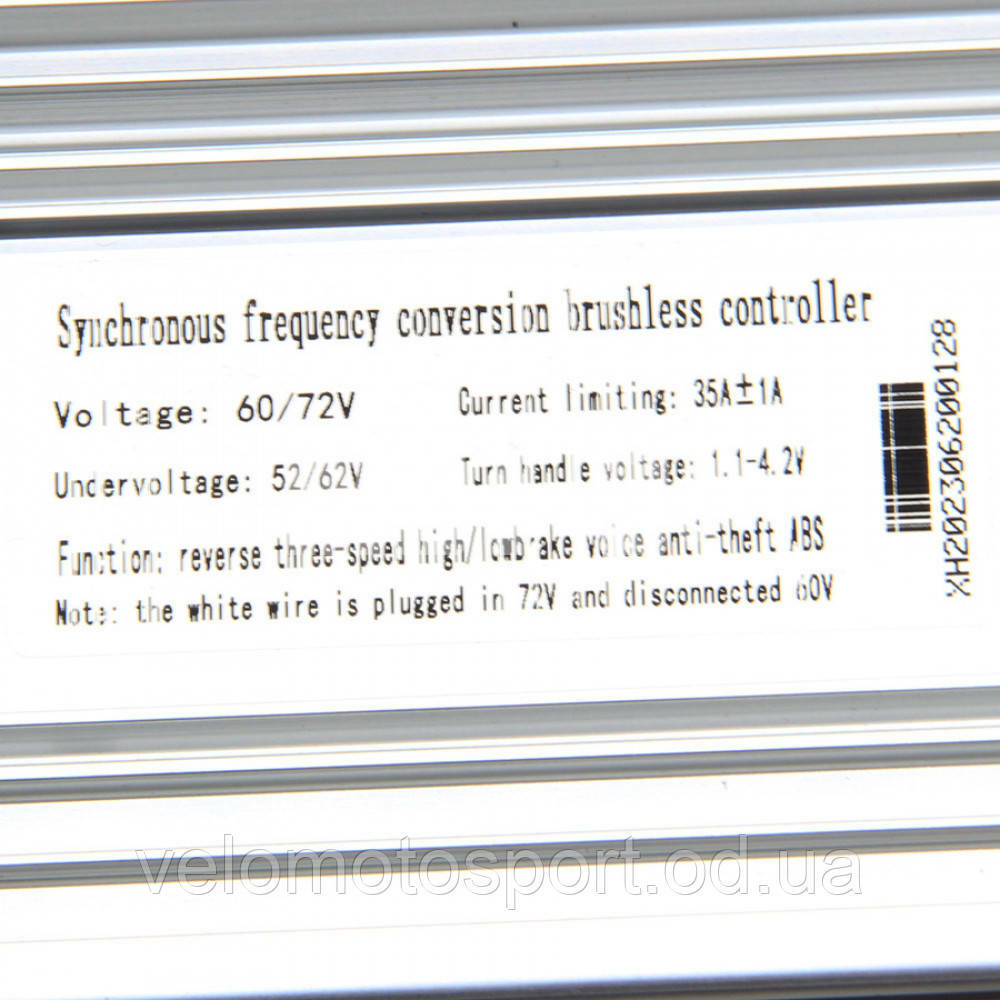 Synchronous frequency conversion brushless controller
Voltage: 60/72V
Current limiting: 35A±1A
Undervoltage: 52/62V
Turn handle voltage: 1.1-4.2V
Function: reverse three-speed high/lowbrake voice anti-theft ABS
Note: the white wire is plugged in 72V and disconnected 60V
XH20230620​0128
velomotosport.od.ua